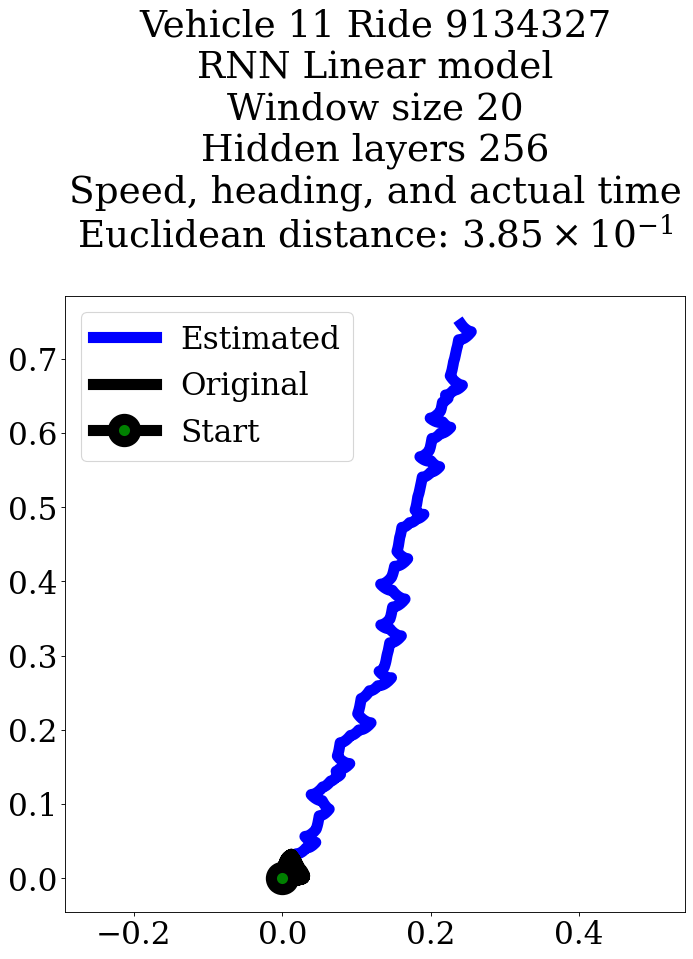 Vehicle 11 Ride 9134327
RNN Linear model
Window size 20
Hidden layers 256
Speed, heading, and actual time
Euclidean distance: 3.85 × 10⁻¹
Estimated
Original
Start
0.7
0.6
0.5
0.4
0.3
0.2
0.1
0.0
−0.2 0.0 0.2 0.4